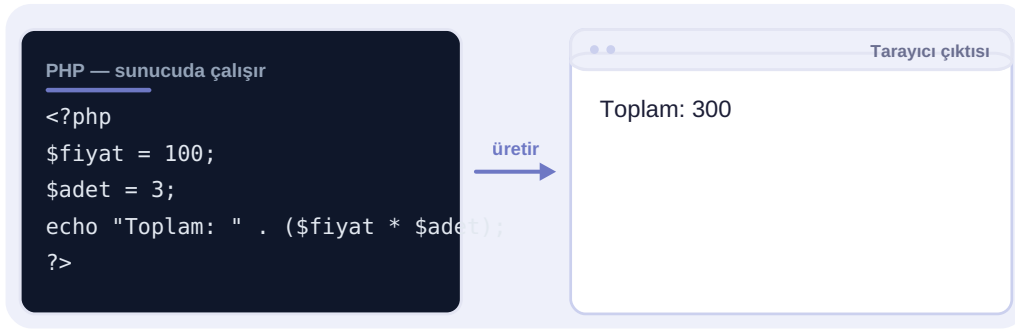 PHP — sunucuda çalışır
<?php
$fiyat = 100;
$adet = 3;
echo "Toplam: " . ($fiyat * $adet);
?>
üretir
Tarayıcı çıktısı
Toplam: 300